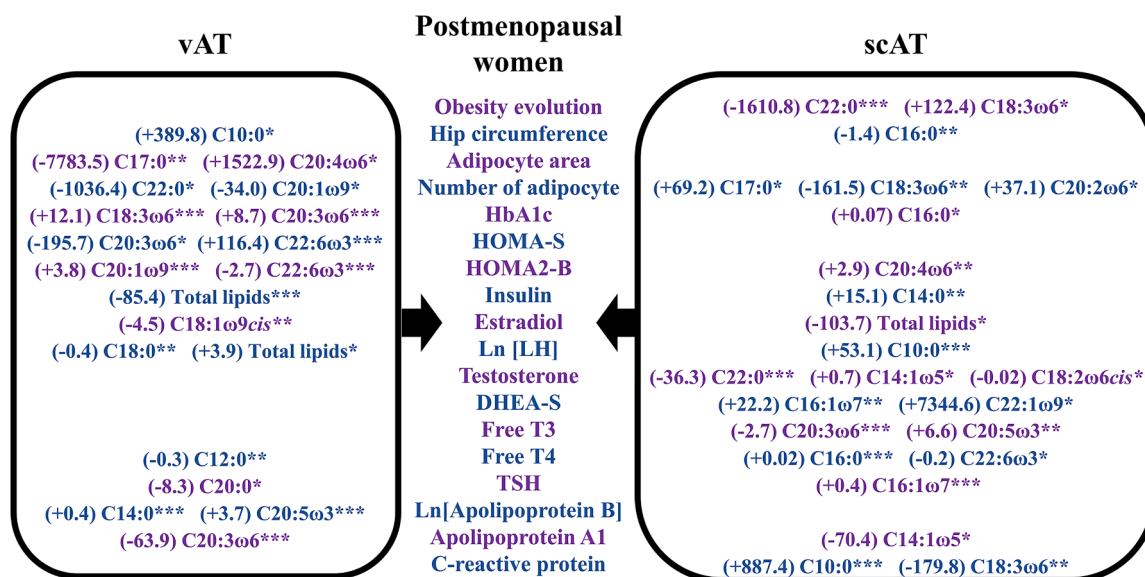 Postmenopausal
women
vAT
scAT
Obesity evolution
(-1610.8) C22:0*** (+122.4) C18:3ω6*
(+389.8) C10:0*
Hip circumference
(-1.4) C16:0**
(-7783.5) C17:0** (+1522.9) C20:4ω6*
Adipocyte area
(-1036.4) C22:0* (-34.0) C20:1ω9*
Number of adipocyte
(+69.2) C17:0* (-161.5) C18:3ω6** (+37.1) C20:2ω6*
(+12.1) C18:3ω6*** (+8.7) C20:3ω6***
HbA1c
(+0.07) C16:0*
(-195.7) C20:3ω6* (+116.4) C22:6ω3***
HOMA-S
(+3.8) C20:1ω9*** (-2.7) C22:6ω3***
HOMA2-B
(+2.9) C20:4ω6**
(-85.4) Total lipids***
Insulin
(+15.1) C14:0**
(-4.5) C18:1ω9cis**
Estradiol
(-103.7) Total lipids*
(-0.4) C18:0** (+3.9) Total lipids*
Ln [LH]
(+53.1) C10:0***
Testosterone
(-36.3) C22:0*** (+0.7) C14:1ω5* (-0.02) C18:2ω6cis*
DHEA-S
(+22.2) C16:1ω7** (+7344.6) C22:1ω9*
Free T3
(-2.7) C20:3ω6*** (+6.6) C20:5ω3**
(-0.3) C12:0**
Free T4
(+0.02) C16:0*** (-0.2) C22:6ω3*
(-8.3) C20:0*
TSH
(+0.4) C16:1ω7***
(+0.4) C14:0*** (+3.7) C20:5ω3***
Ln[Apolipoprotein B]
(-63.9) C20:3ω6***
Apolipoprotein A1
(-70.4) C14:1ω5*
C-reactive protein
(+887.4) C10:0*** (-179.8) C18:3ω6**